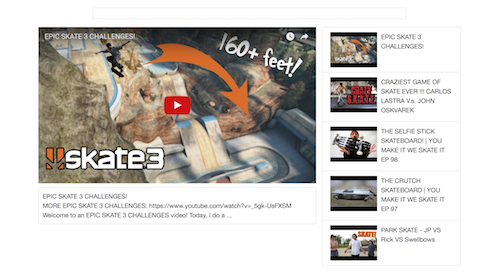 EPIC SKATE 3 CHALLENGES!
160+ feet!
skate3
EPIC SKATE 3 CHALLENGES!
MORE EPIC SKATE 3 CHALLENGES: https://www.youtube.com/watch?v=_5gk-UsFXSM
Welcome to an EPIC SKATE 3 CHALLENGES video! Today, I do a ...
EPIC SKATE 3
CHALLENGES!
CRAZIEST GAME OF
SKATE EVER !!! CARLOS
LASTRA V.s. JOHN
OSKVAREK
THE SELFIE STICK
SKATEBOARD! | YOU
MAKE IT WE SKATE IT
EP 98
THE CRUTCH
SKATEBOARD | YOU
MAKE IT WE SKATE IT
EP 97
PARK SKATE - JP VS
Rick VS Swellbows